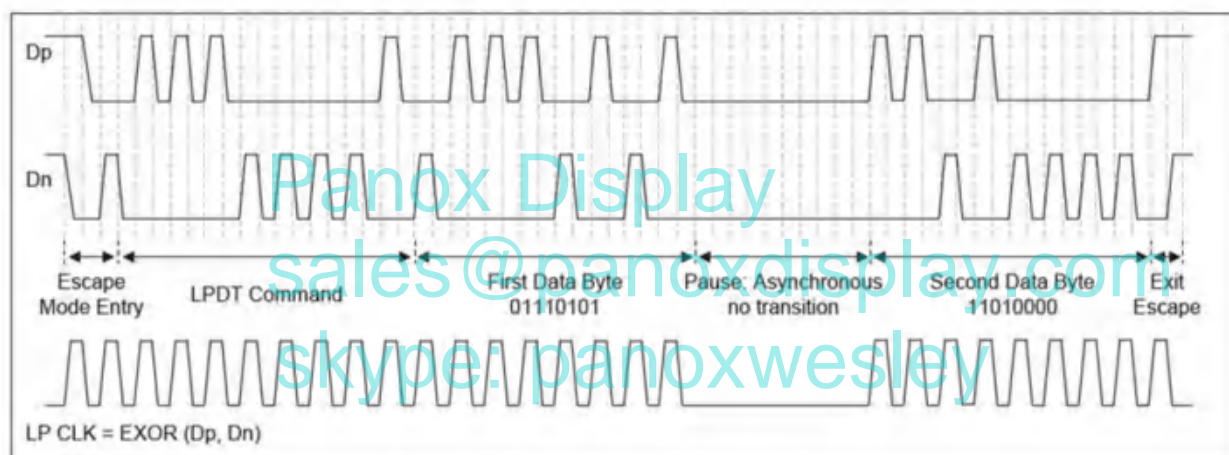 Dp
Dn
Panox Display
sales@panoxdisplay.com
skype: panoxwesley
Escape
Mode Entry
LPDT Command
First Data Byte
01110101
Pause: Asynchronous
no transition
Second Data Byte
11010000
Exit
Escape
LP CLK = EXOR (Dp, Dn)